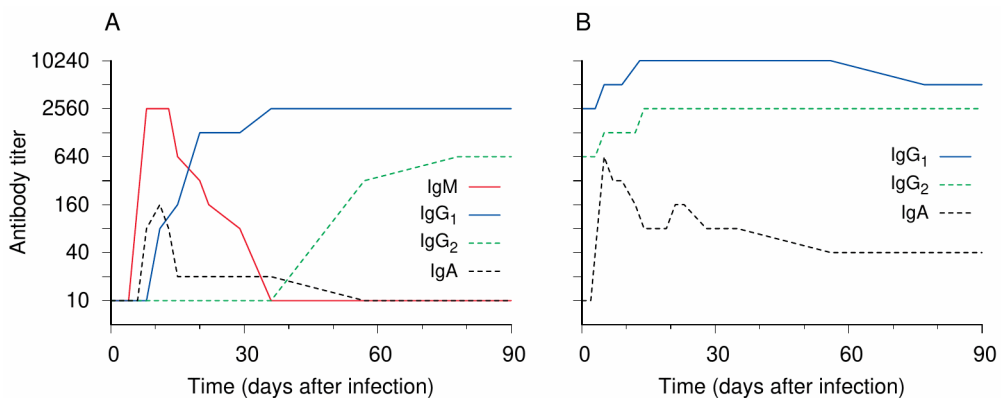 A
B
10240
2560
640
160
40
10
Antibody titer
IgM
IgG₁
IgG₂
IgA
IgG₁
IgG₂
IgA
0 30 60 90
0 30 60 90
Time (days after infection)
Time (days after infection)